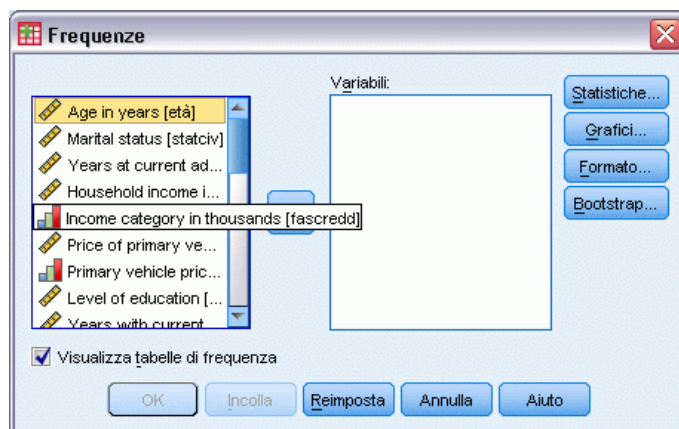 Frequenze
Variabili:
Age in years [età]
Marital status [statciv]
Years at current ad...
Household income i...
Income category in thousands [fascredd]
Price of primary ve...
Primary vehicle pric...
Level of education [...
Years with current
Statistiche...
Grafici...
Formato...
Bootstrap...
Visualizza tabelle di frequenza
OK
Incolla
Reimposta
Annulla
Aiuto